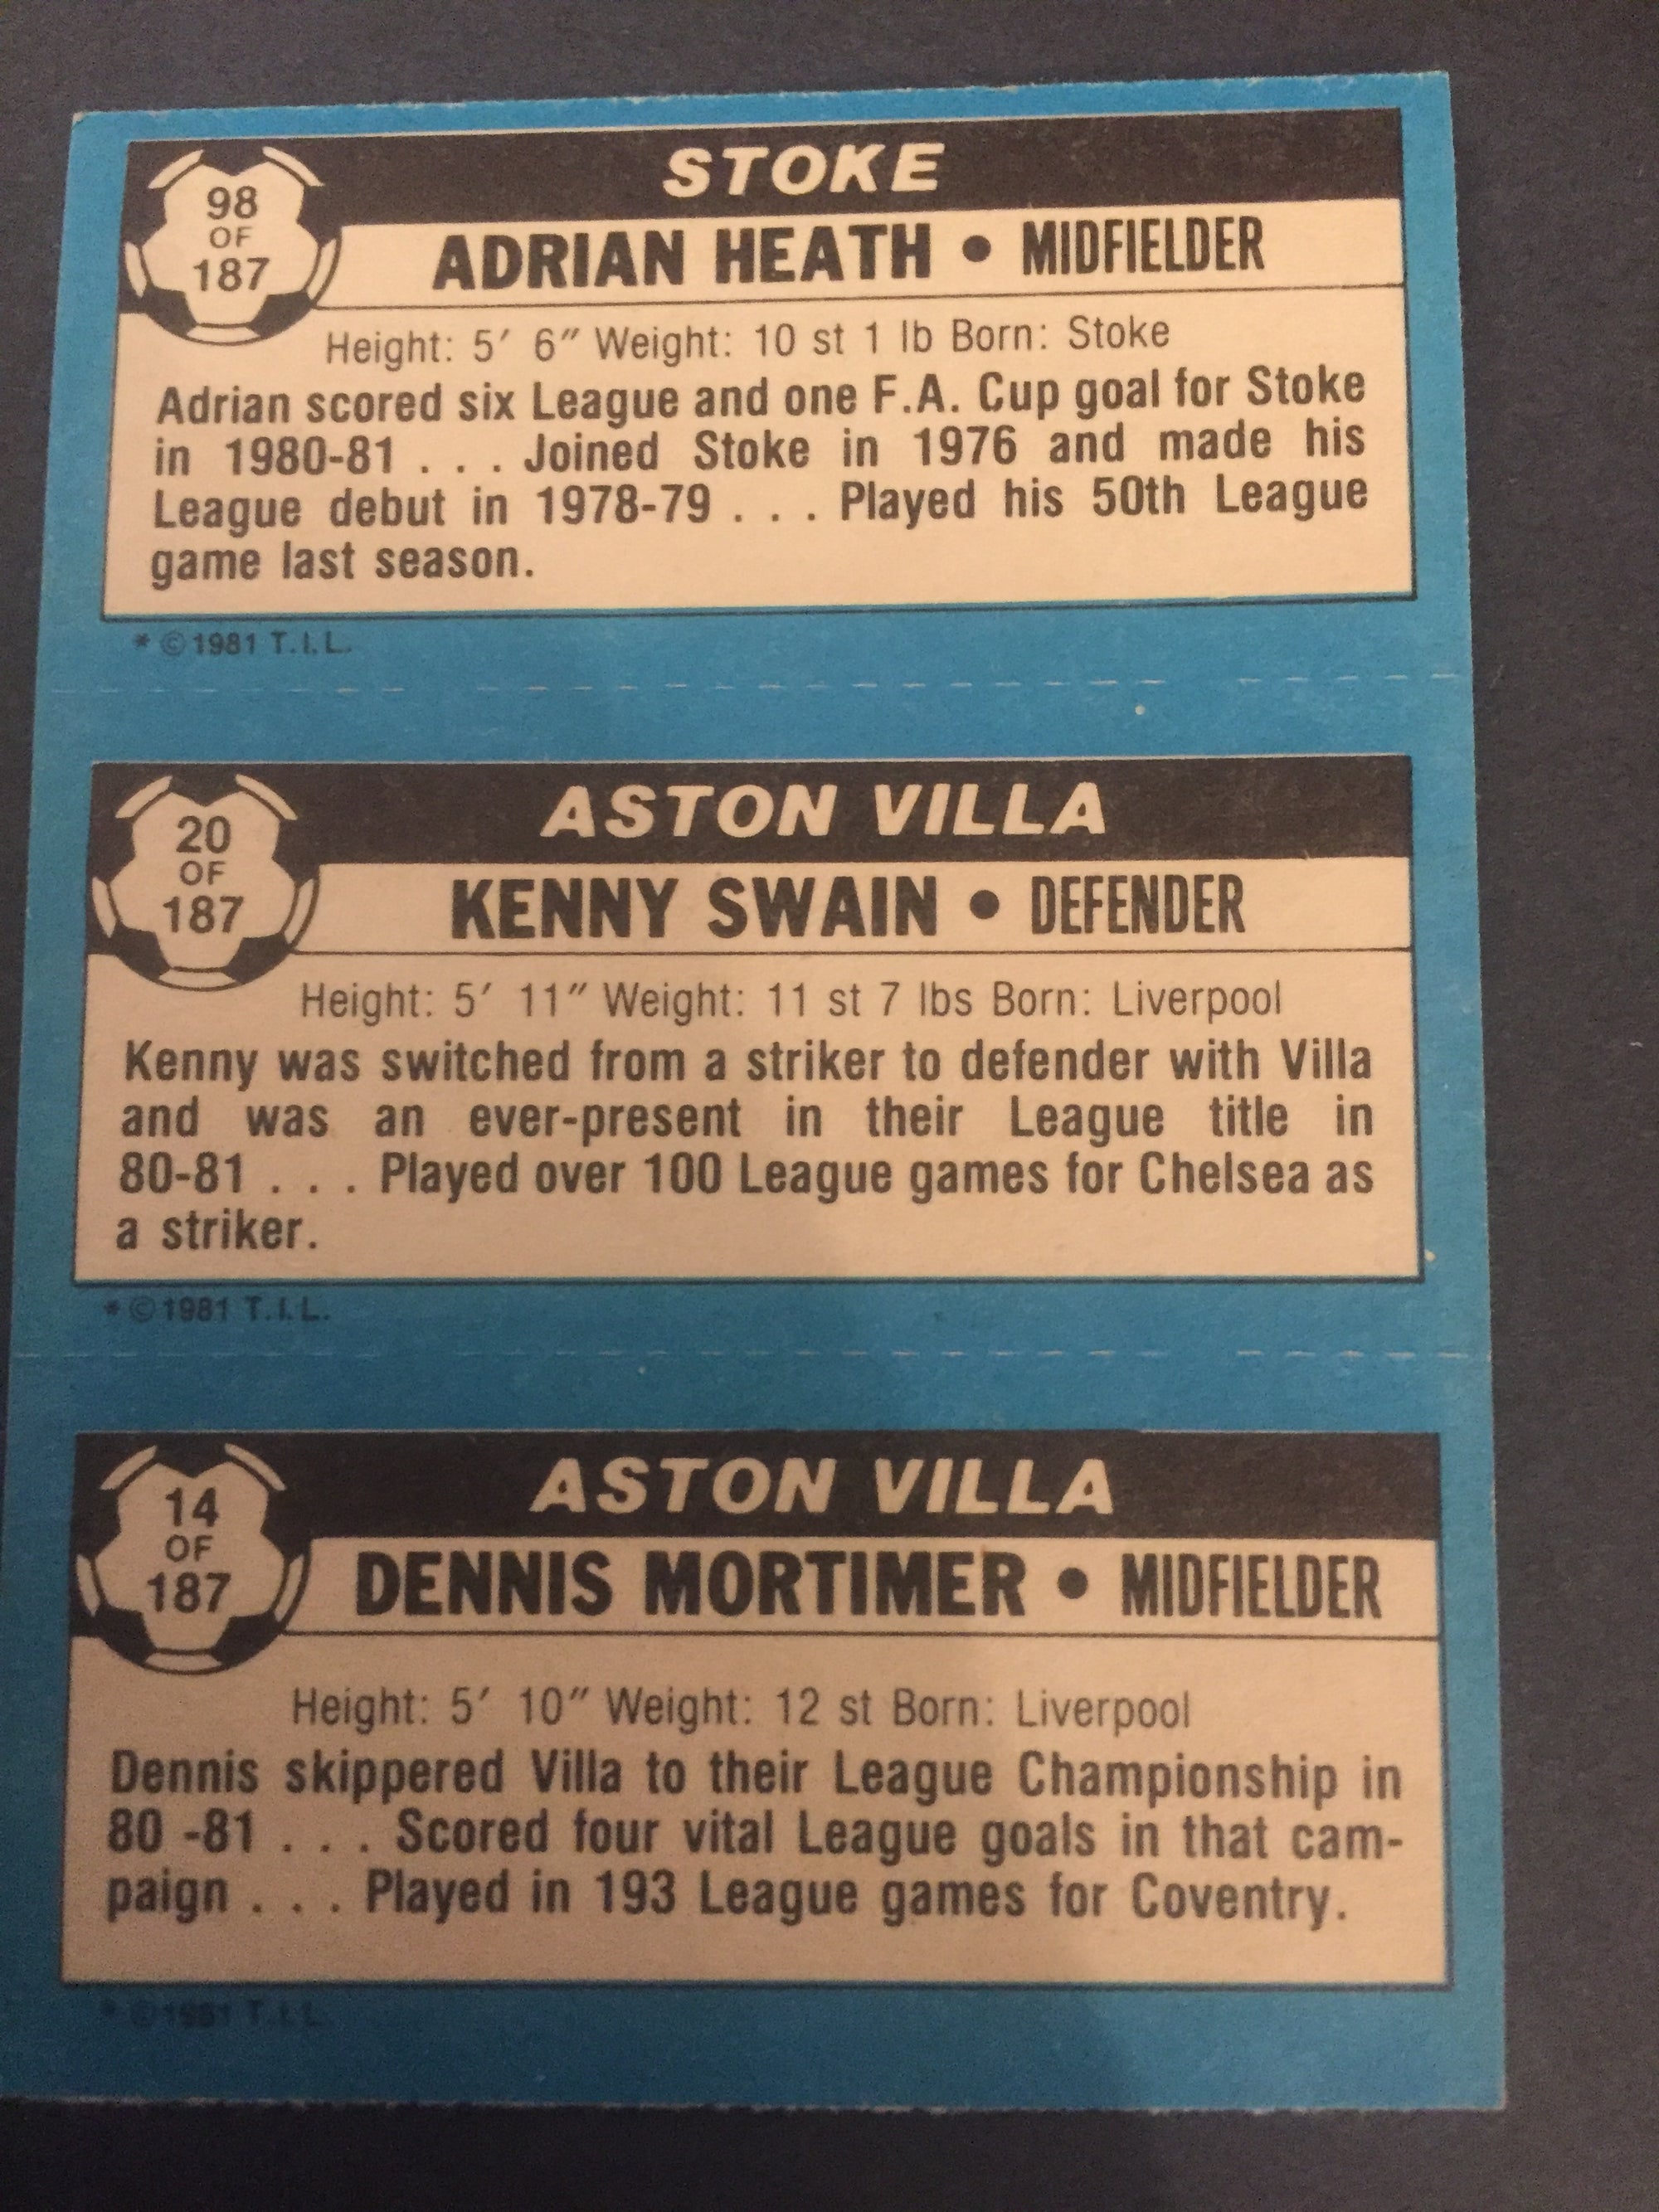 STOKE
98
OF
187
ADRIAN HEATH • MIDFIELDER
Height: 5′ 6″ Weight: 10 st 1 lb Born: Stoke
Adrian scored six League and one F.A. Cup goal for Stoke
in 1980-81 . . . Joined Stoke in 1976 and made his
League debut in 1978-79 . . . Played his 50th League
game last season.
* ©1981 T.I.L.
ASTON VILLA
20
OF
187
KENNY SWAIN • DEFENDER
Height: 5′ 11″ Weight: 11 st 7 lbs Born: Liverpool
Kenny was switched from a striker to defender with Villa
and was an ever-present in their League title in
80-81 . . . Played over 100 League games for Chelsea as
a striker.
* ©1981 T.I.L.
ASTON VILLA
14
OF
187
DENNIS MORTIMER • MIDFIELDER
Height: 5′ 10″ Weight: 12 st Born: Liverpool
Dennis skippered Villa to their League Championship in
80 -81 . . . Scored four vital League goals in that cam-
paign . . . Played in 193 League games for Coventry.
* ©1981 T.I.L.